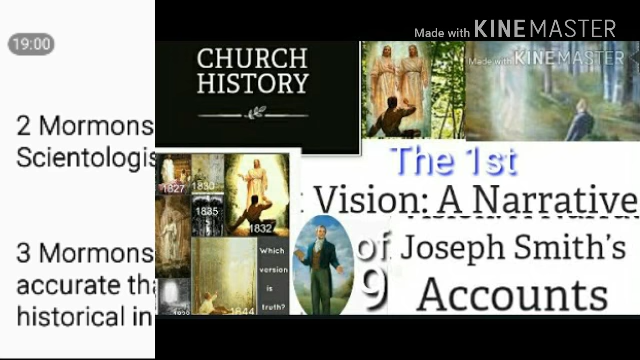 Made with KINEMASTER
19:00
CHURCH
HISTORY
Made with KINEMASTER
2 Mormons
Scientologis
The 1st
Vision: A Narrative
of Joseph Smith's
9 Accounts
1827 1830
1835
1832
Which
version
is
truth?
1844
3 Mormons
accurate tha
historical in